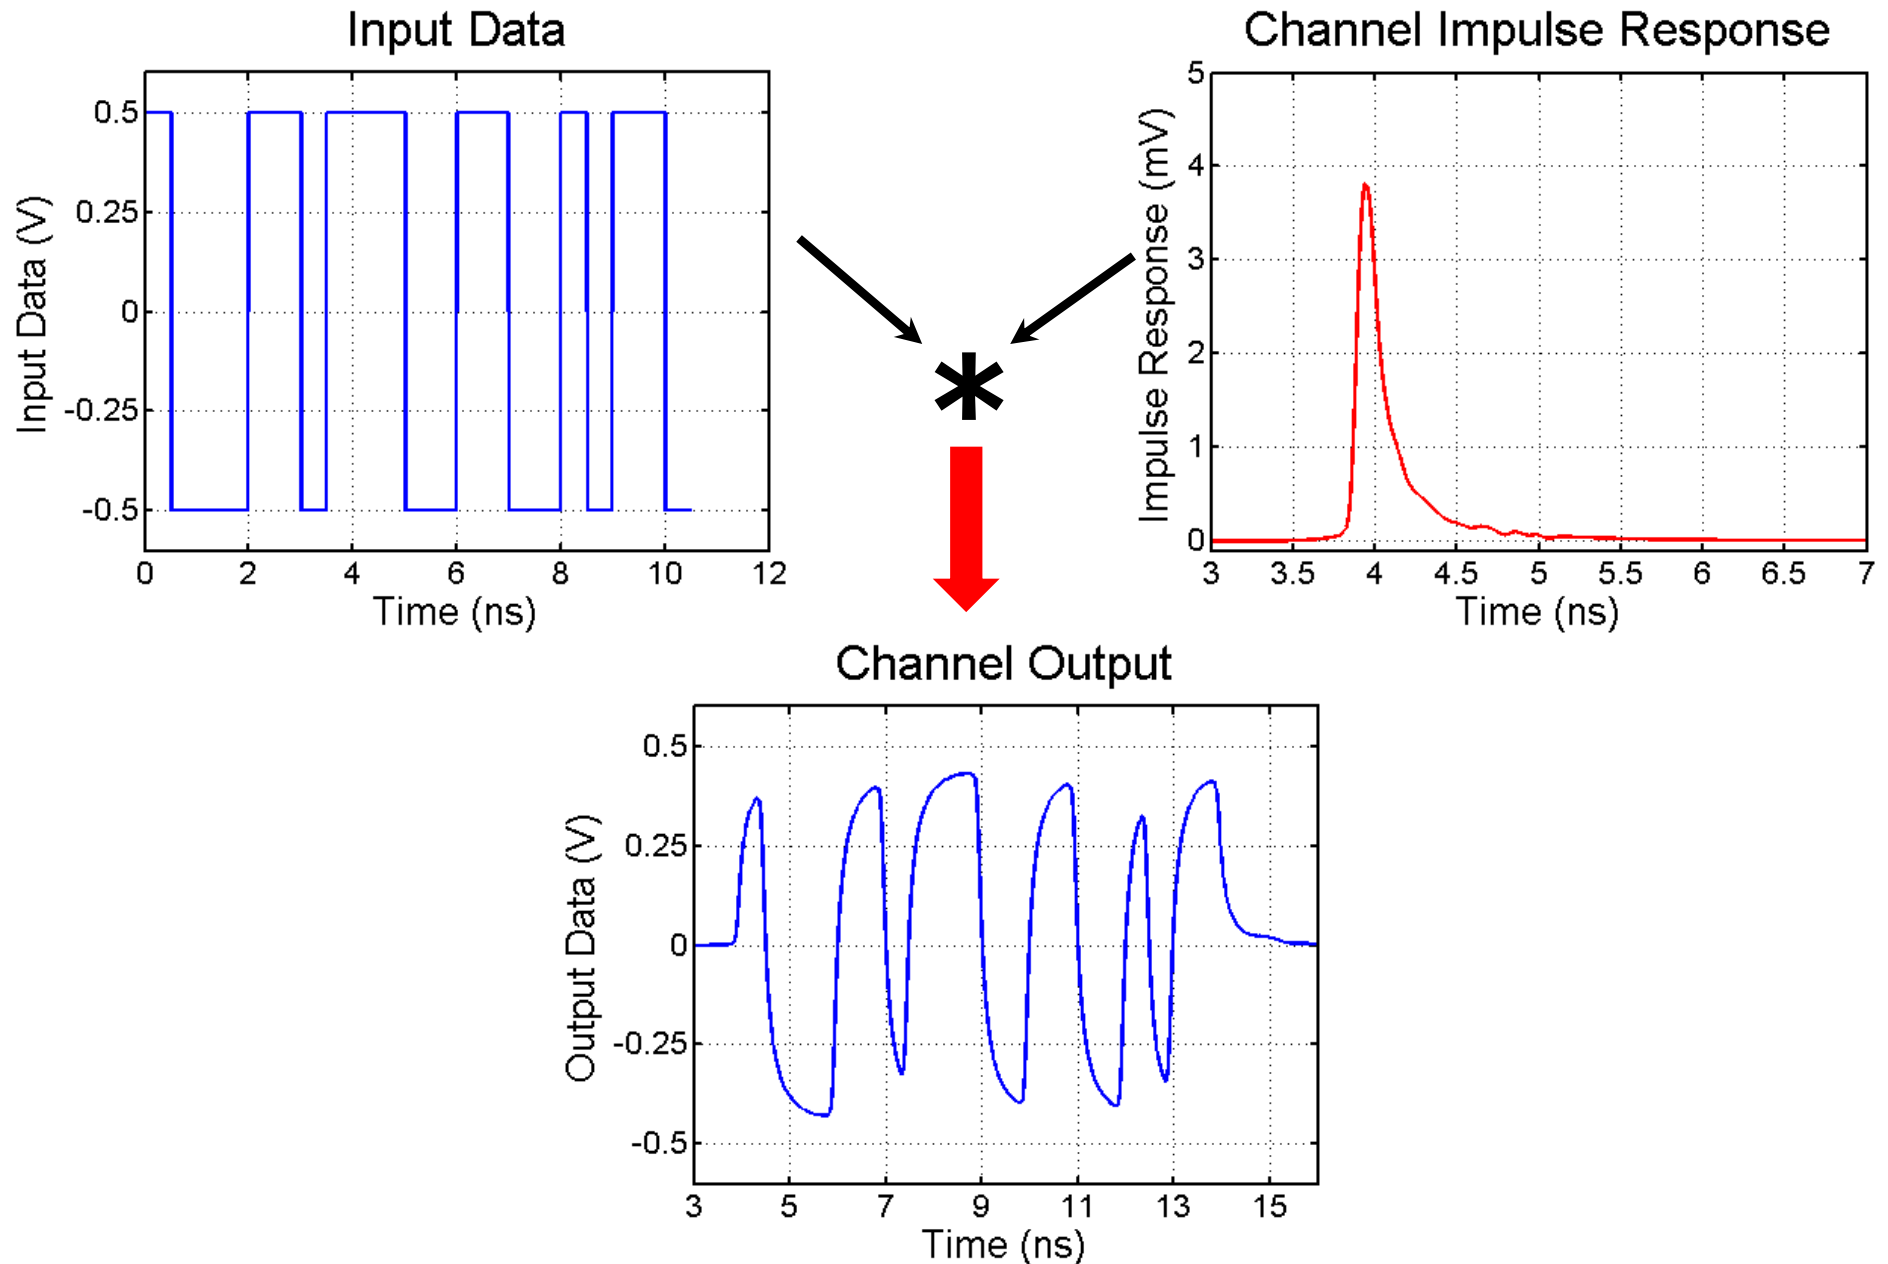 Input Data
Input Data (V)
0.5
0.25
0
-0.25
-0.5
0 2 4 6 8 10 12
Time (ns)
Channel Impulse Response
Impulse Response (mV)
5
4
3
2
1
0
3 3.5 4 4.5 5 5.5 6 6.5 7
Time (ns)
*
Channel Output
Output Data (V)
0.5
0.25
0
-0.25
-0.5
3 5 7 9 11 13 15
Time (ns)